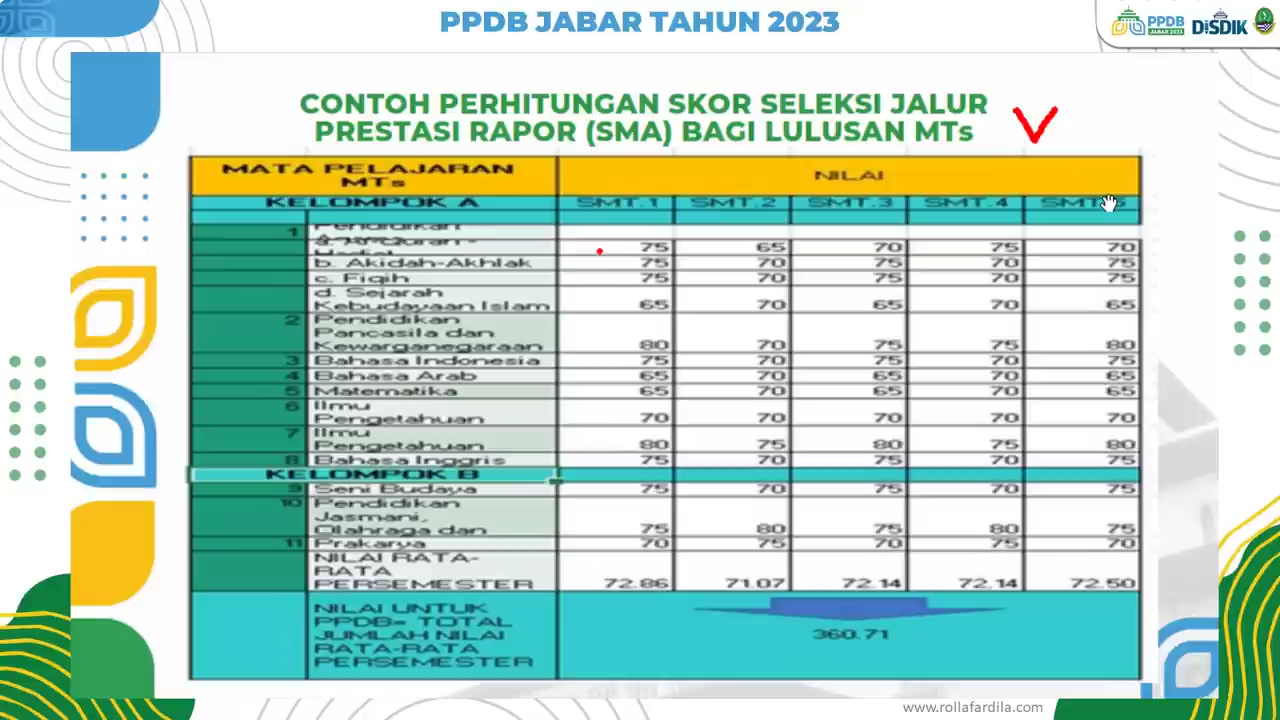 PPDB JABAR TAHUN 2023
PPDB
JABAR 2023
DiSDIK
CONTOH PERHITUNGAN SKOR SELEKSI JALUR
PRESTASI RAPOR (SMA) BAGI LULUSAN MTs
MATA PELAJARAN
MTs
NILAI
KELOMPOK A SMT.1 SMT.2 SMT.3 SMT.4 SMT.5
1 Pendidikan
75 65 70 75 70
b. Akidah-Akhlak 75 70 75 70 75
c. Fiqih 75 70 75 70 75
d. Sejarah
Kebudayaan Islam 65 70 65 70 65
2 Pendidikan
Pancasila dan
Kewarganegaraan 80 70 75 75 80
3 Bahasa Indonesia 75 70 75 70 75
4 Bahasa Arab 65 70 65 70 65
5 Matematika 65 70 65 70 65
6 Ilmu
Pengetahuan 70 70 70 70 70
7 Ilmu
Pengetahuan 80 75 80 75 80
8 Bahasa Inggris 75 70 75 70 75
KELOMPOK B
9 Seni Budaya 75 70 75 70 75
10 Pendidikan
Jasmani,
Olahraga dan 75 80 75 80 75
11 Prakarya 70 75 70 75 70
NILAI RATA-
RATA
PERSEMESTER 72.86 71.07 72.14 72.14 72.50
NILAI UNTUK
PPDB= TOTAL
JUMLAH NILAI
RATA-RATA
PERSEMESTER
360.71
www.rollafardila.com